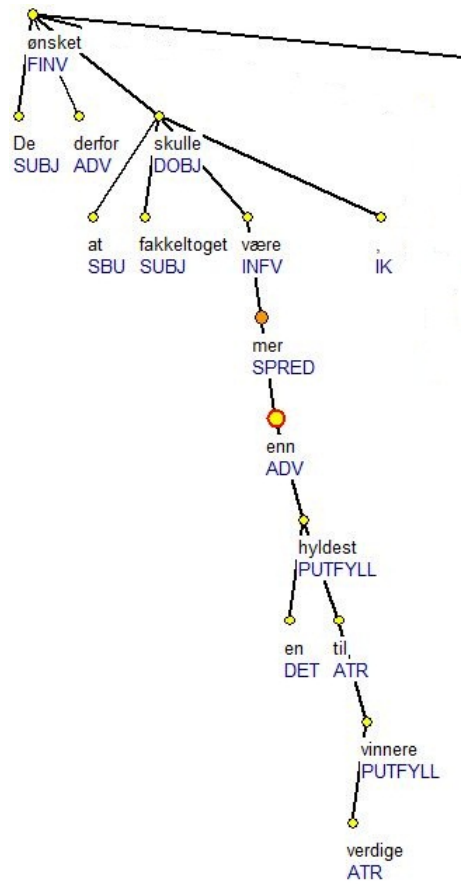 ønsket
FINV
De derfor skulle
SUBJ ADV DOBJ
at fakkeltoget være ,
SBU SUBJ INFV IK
mer
SPRED
enn
ADV
hyldest
PUTFYLL
en til
DET ATR
vinnere
PUTFYLL
verdige
ATR